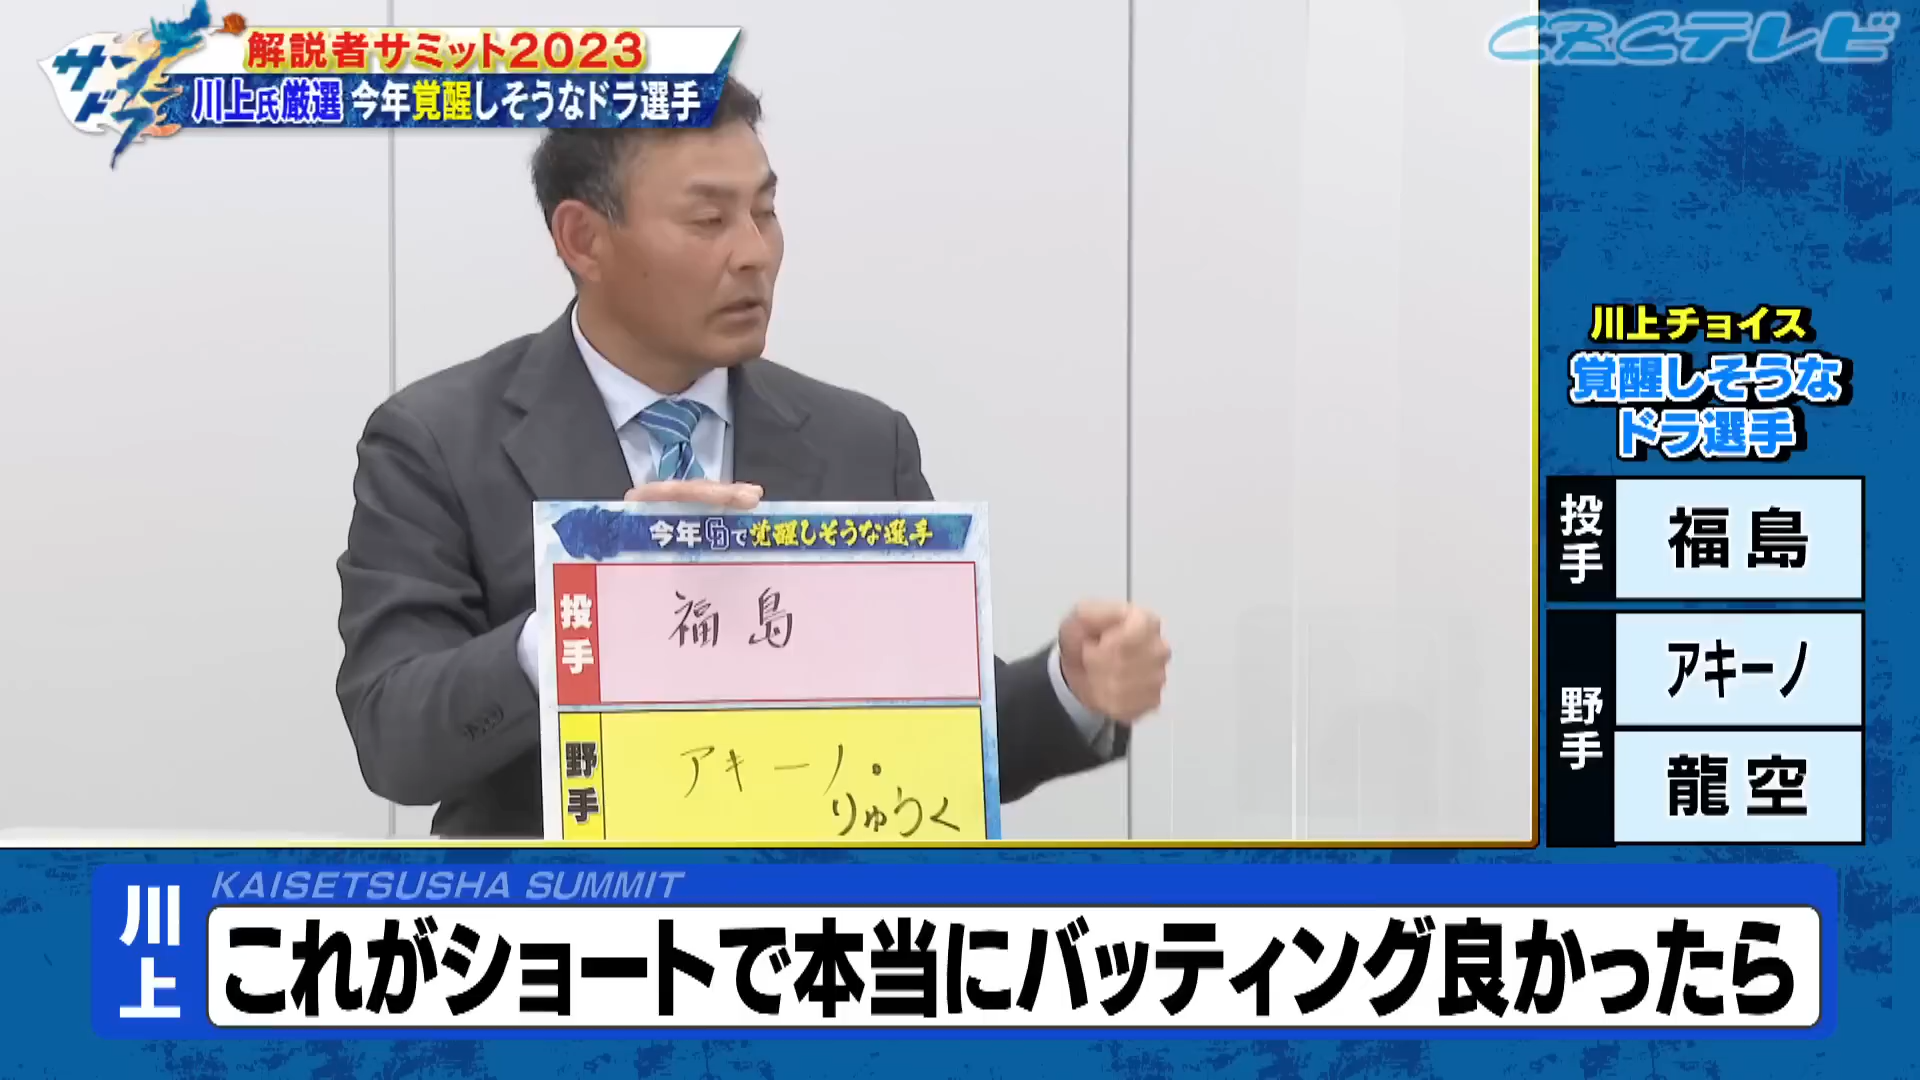 サンドラ
解説者サミット2023
川上氏厳選 今年覚醒しそうなドラ選手
CBCテレビ
川上チョイス
覚醒しそうな
ドラ選手
投手
福島
野手
アキーノ
龍空
今年CDで覚醒しそうな選手
投手
福島
野手
アキーノ・
りゅうく
川上
KAISETSUSHA SUMMIT
これがショートで本当にバッティング良かったら